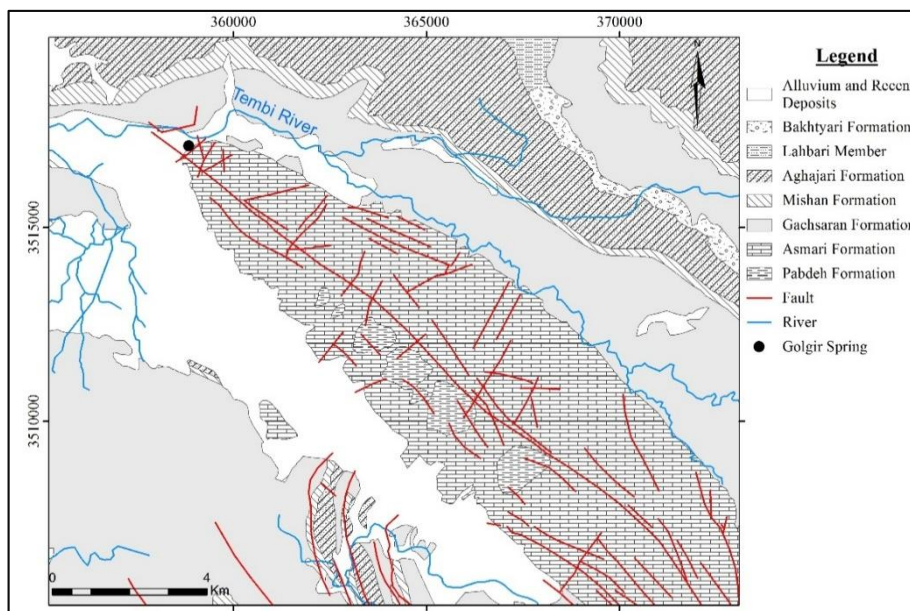 360000
365000
370000
N
Tembi River
3515000
3510000
0
4
Km
Legend
Alluvium and Recen
Deposits
Bakhtyari Formation
Lahbari Member
Aghajari Formation
Mishan Formation
Gachsaran Formation
Asmari Formation
Pabdeh Formation
Fault
River
Golgir Spring